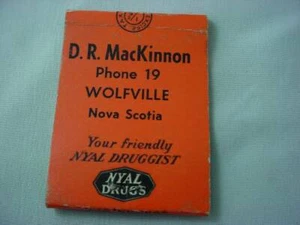 D. R. MacKinnon
Phone 19
WOLFVILLE
Nova Scotia
Your friendly
NYAL DRUGGIST
NYAL
DRUGS